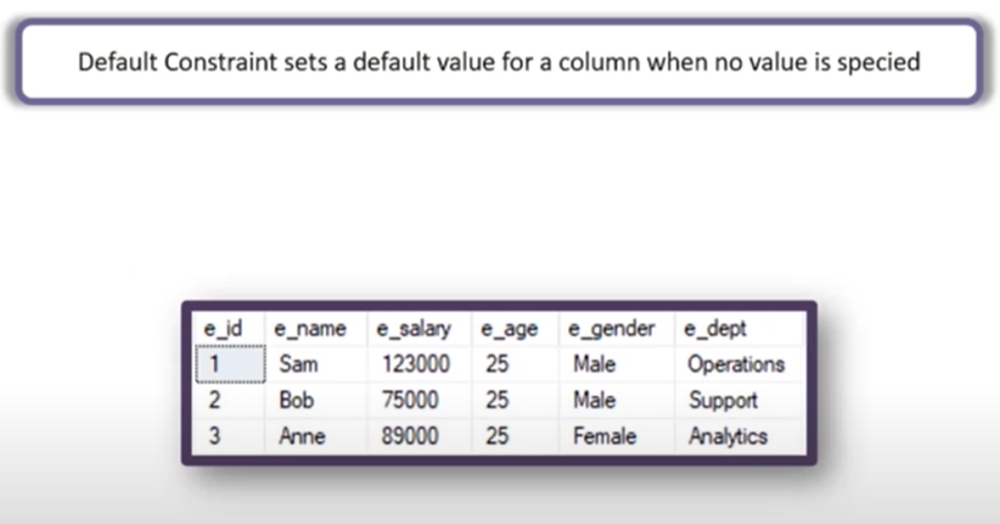 Default Constraint sets a default value for a column when no value is specied
e_id e_name e_salary e_age e_gender e_dept
1 Sam 123000 25 Male Operations
2 Bob 75000 25 Male Support
3 Anne 89000 25 Female Analytics